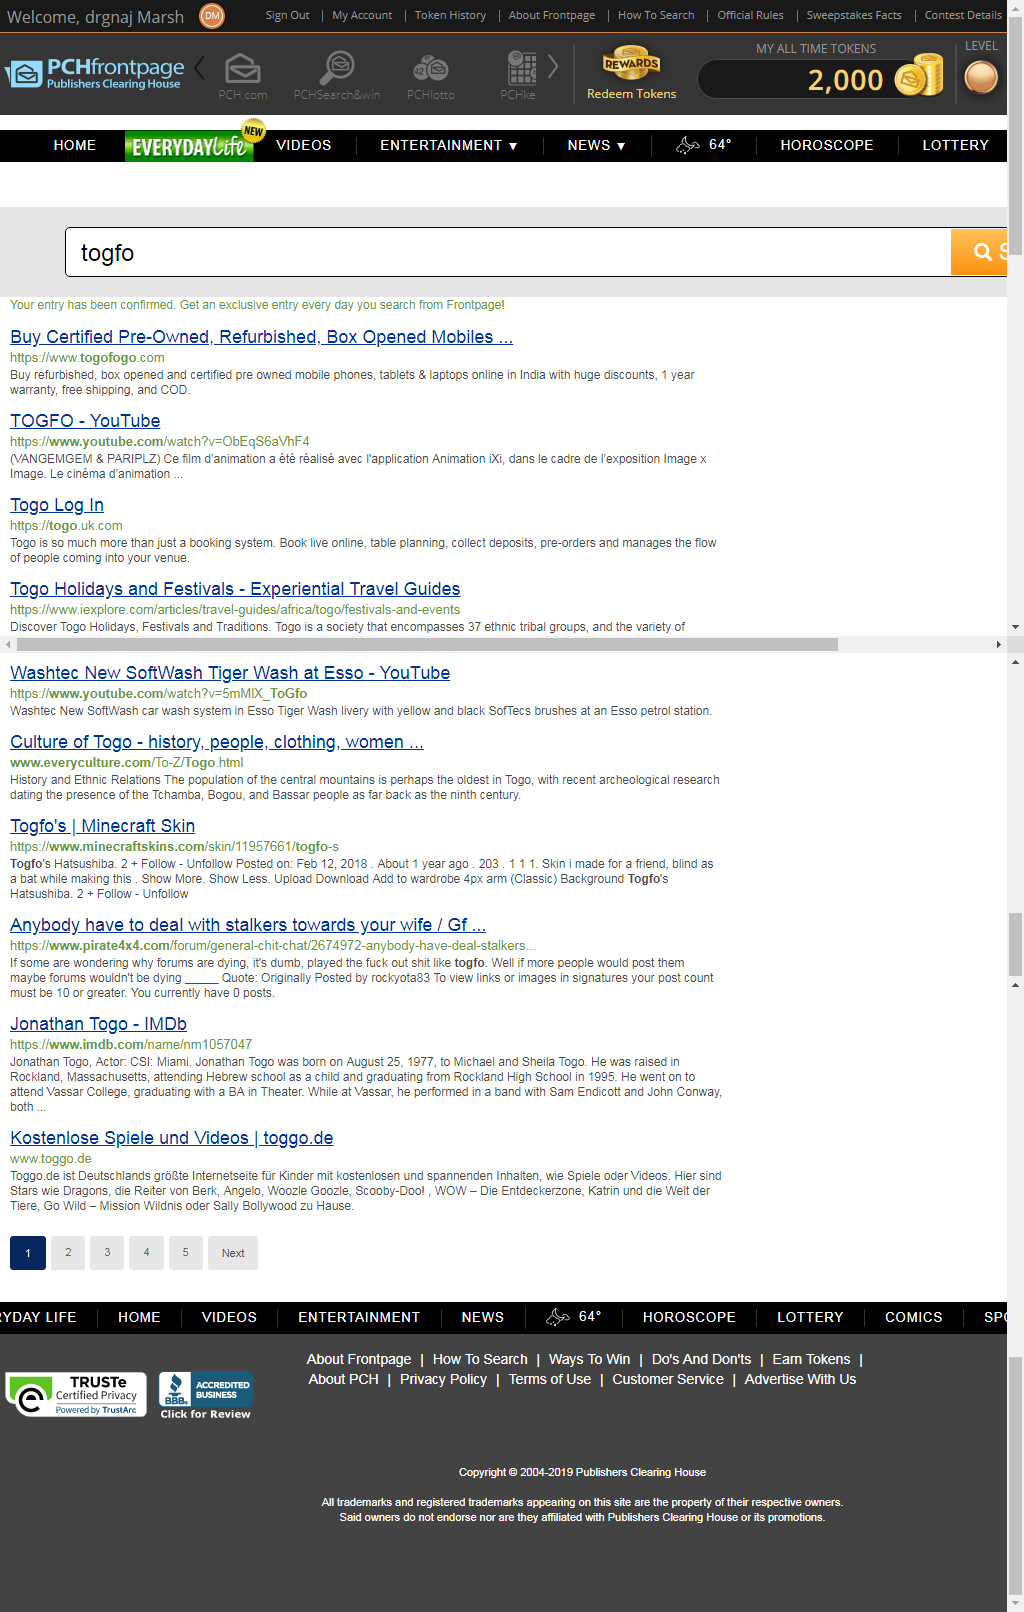 Welcome, drgnaj Marsh DM Sign Out | My Account | Token History | About Frontpage | How To Search | Official Rules | Sweepstakes Facts | Contest Details
PCHfrontpage
Publishers Clearing House
PCH.com PCHSearch&win PCHlotto PCHke
REWARDS
Redeem Tokens
MY ALL TIME TOKENS
2,000
LEVEL
HOME EVERYDAY Life NEW VIDEOS ENTERTAINMENT ▼ NEWS ▼ 64° HOROSCOPE LOTTERY
togfo
Your entry has been confirmed. Get an exclusive entry every day you search from Frontpage!
Buy Certified Pre-Owned, Refurbished, Box Opened Mobiles ...
https://www.togofogo.com
Buy refurbished, box opened and certified pre owned mobile phones, tablets & laptops online in India with huge discounts, 1 year
warranty, free shipping, and COD.
TOGFO - YouTube
https://www.youtube.com/watch?v=ObEqS6aVhF4
(VANGEMGEM & PARIPLZ) Ce film d'animation a été réalisé avec l'application Animation iXi, dans le cadre de l'exposition Image x
Image. Le cinéma d'animation ...
Togo Log In
https://togo.uk.com
Togo is so much more than just a booking system. Book live online, table planning, collect deposits, pre-orders and manages the flow
of people coming into your venue.
Togo Holidays and Festivals - Experiential Travel Guides
https://www.iexplore.com/articles/travel-guides/africa/togo/festivals-and-events
Discover Togo Holidays, Festivals and Traditions. Togo is a society that encompasses 37 ethnic tribal groups, and the variety of
Washtec New SoftWash Tiger Wash at Esso - YouTube
https://www.youtube.com/watch?v=5mMIX_ToGfo
Washtec New SoftWash car wash system in Esso Tiger Wash livery with yellow and black SofTecs brushes at an Esso petrol station.
Culture of Togo - history, people, clothing, women ...
www.everyculture.com/To-Z/Togo.html
History and Ethnic Relations The population of the central mountains is perhaps the oldest in Togo, with recent archeological research
dating the presence of the Tchamba, Bogou, and Bassar people as far back as the ninth century.
Togfo's | Minecraft Skin
https://www.minecraftskins.com/skin/11957661/togfo-s
Togfo's Hatsushiba. 2 + Follow - Unfollow Posted on: Feb 12, 2018 . About 1 year ago . 203 . 1 1 1. Skin i made for a friend, blind as
a bat while making this . Show More. Show Less. Upload Download Add to wardrobe 4px arm (Classic) Background Togfo's
Hatsushiba. 2 + Follow - Unfollow
Anybody have to deal with stalkers towards your wife / Gf ...
https://www.pirate4x4.com/forum/general-chit-chat/2674972-anybody-have-deal-stalkers...
If some are wondering why forums are dying, it's dumb, played the fuck out shit like togfo. Well if more people would post them
maybe forums wouldn't be dying _____ Quote: Originally Posted by rockyota83 To view links or images in signatures your post count
must be 10 or greater. You currently have 0 posts.
Jonathan Togo - IMDb
https://www.imdb.com/name/nm1057047
Jonathan Togo, Actor: CSI: Miami. Jonathan Togo was born on August 25, 1977, to Michael and Sheila Togo. He was raised in
Rockland, Massachusetts, attending Hebrew school as a child and graduating from Rockland High School in 1995. He went on to
attend Vassar College, graduating with a BA in Theater. While at Vassar, he performed in a band with Sam Endicott and John Conway,
both ...
Kostenlose Spiele und Videos | toggo.de
www.toggo.de
Toggo.de ist Deutschlands größte Internetseite für Kinder mit kostenlosen und spannenden Inhalten, wie Spiele oder Videos. Hier sind
Stars wie Dragons, die Reiter von Berk, Angelo, Woozle Goozle, Scooby-Doo! , WOW – Die Entdeckerzone, Katrin und die Welt der
Tiere, Go Wild – Mission Wildnis oder Sally Bollywood zu Hause.
1 2 3 4 5 Next
RYDAY LIFE HOME VIDEOS ENTERTAINMENT NEWS 64° HOROSCOPE LOTTERY COMICS SPO
About Frontpage | How To Search | Ways To Win | Do's And Don'ts | Earn Tokens |
About PCH | Privacy Policy | Terms of Use | Customer Service | Advertise With Us
TRUSTe
Certified Privacy
Powered by TrustArc
BBB
ACCREDITED
BUSINESS
Click for Review
Copyright © 2004-2019 Publishers Clearing House
All trademarks and registered trademarks appearing on this site are the property of their respective owners.
Said owners do not endorse nor are they affiliated with Publishers Clearing House or its promotions.